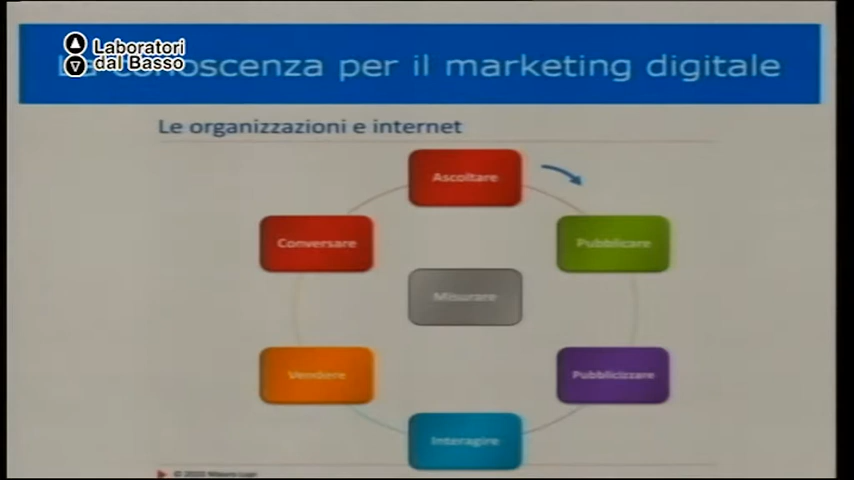 Laboratori
dal Basso
La conoscenza per il marketing digitale
Le organizzazioni e internet
Ascoltare
Conversare
Pubblicare
Misurare
Vendere
Pubblicizzare
Interagire